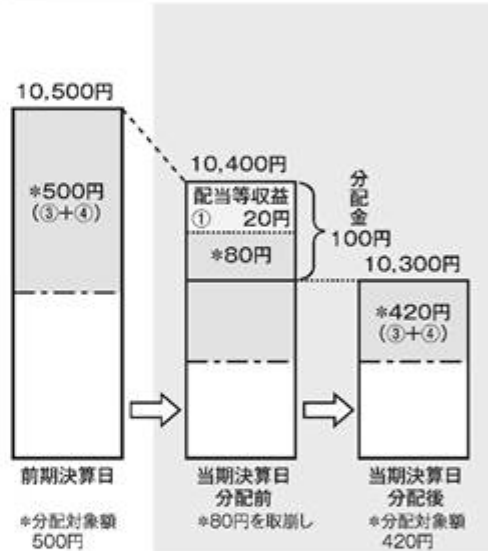 10,500円
*500円
(③+④)
10,400円
配当等収益
① 20円
*80円
分配金
100円
10,300円
*420円
(③+④)
前期決算日
当期決算日
分配前
当期決算日
分配後
*分配対象額
500円
*80円を取崩し
*分配対象額
420円